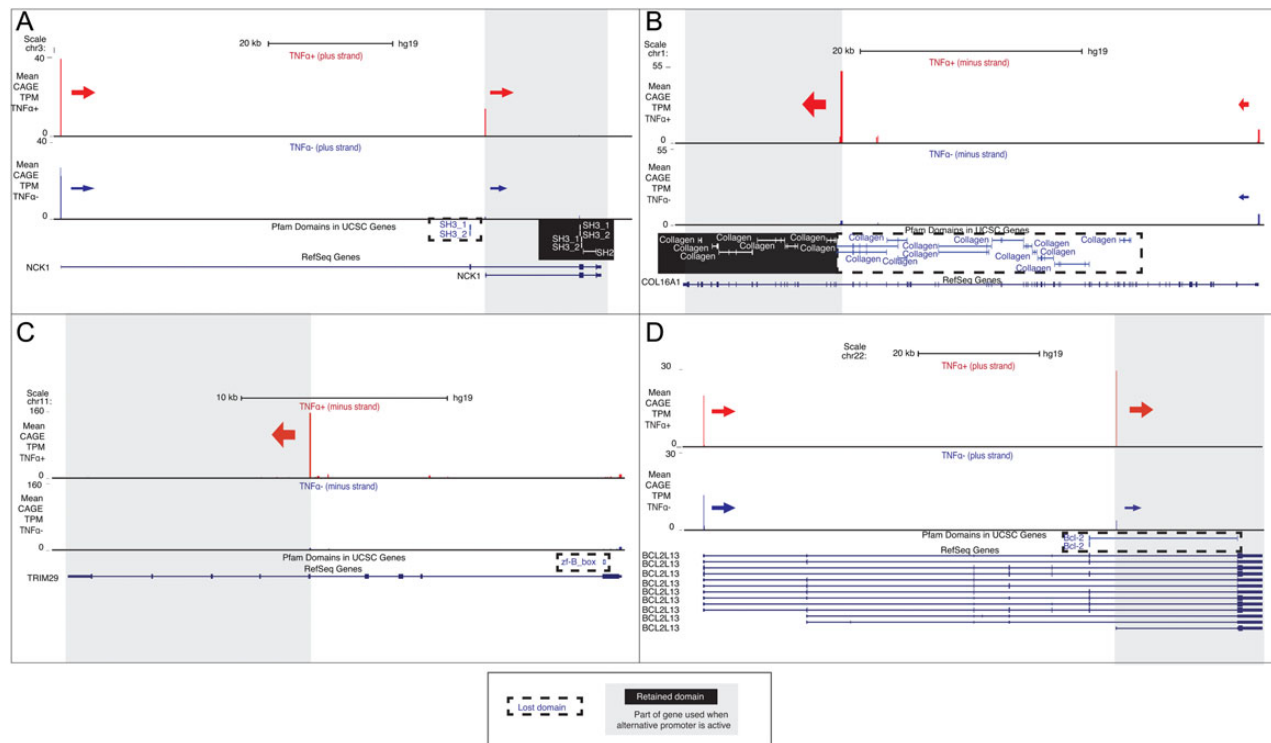 A
Scale
chr3:
20 kb
hg19
TNFα+ (plus strand)
40
Mean
CAGE
TPM
TNFα+
0
40
TNFα- (plus strand)
Mean
CAGE
TPM
TNFα-
0
Pfam Domains in UCSC Genes
SH3_1
SH3_2
SH3_1
SH3_2
SH3_1
SH3_2
SH2
RefSeq Genes
NCK1
NCK1
B
Scale
chr1:
20 kb
hg19
TNFα+ (minus strand)
55
Mean
CAGE
TPM
TNFα+
0
55
TNFα- (minus strand)
Mean
CAGE
TPM
TNFα-
0
Pfam Domains in UCSC Genes
Collagen Collagen Collagen Collagen Collagen Collagen
Collagen Collagen Collagen
Collagen Collagen Collagen Collagen Collagen
Collagen
RefSeq Genes
COL16A1
C
Scale
chr11:
10 kb
hg19
TNFα+ (minus strand)
160
Mean
CAGE
TPM
TNFα+
0
160
TNFα- (minus strand)
Mean
CAGE
TPM
TNFα-
0
Pfam Domains in UCSC Genes
zf-B_box
RefSeq Genes
TRIM29
D
Scale
chr22:
20 kb
hg19
TNFα+ (plus strand)
30
Mean
CAGE
TPM
TNFα+
0
30
TNFα- (plus strand)
Mean
CAGE
TPM
TNFα-
0
Pfam Domains in UCSC Genes
Bcl-2
Bcl-2
RefSeq Genes
BCL2L13
BCL2L13
BCL2L13
BCL2L13
BCL2L13
BCL2L13
BCL2L13
BCL2L13
BCL2L13
Lost domain
Retained domain
Part of gene used when
alternative promoter is active